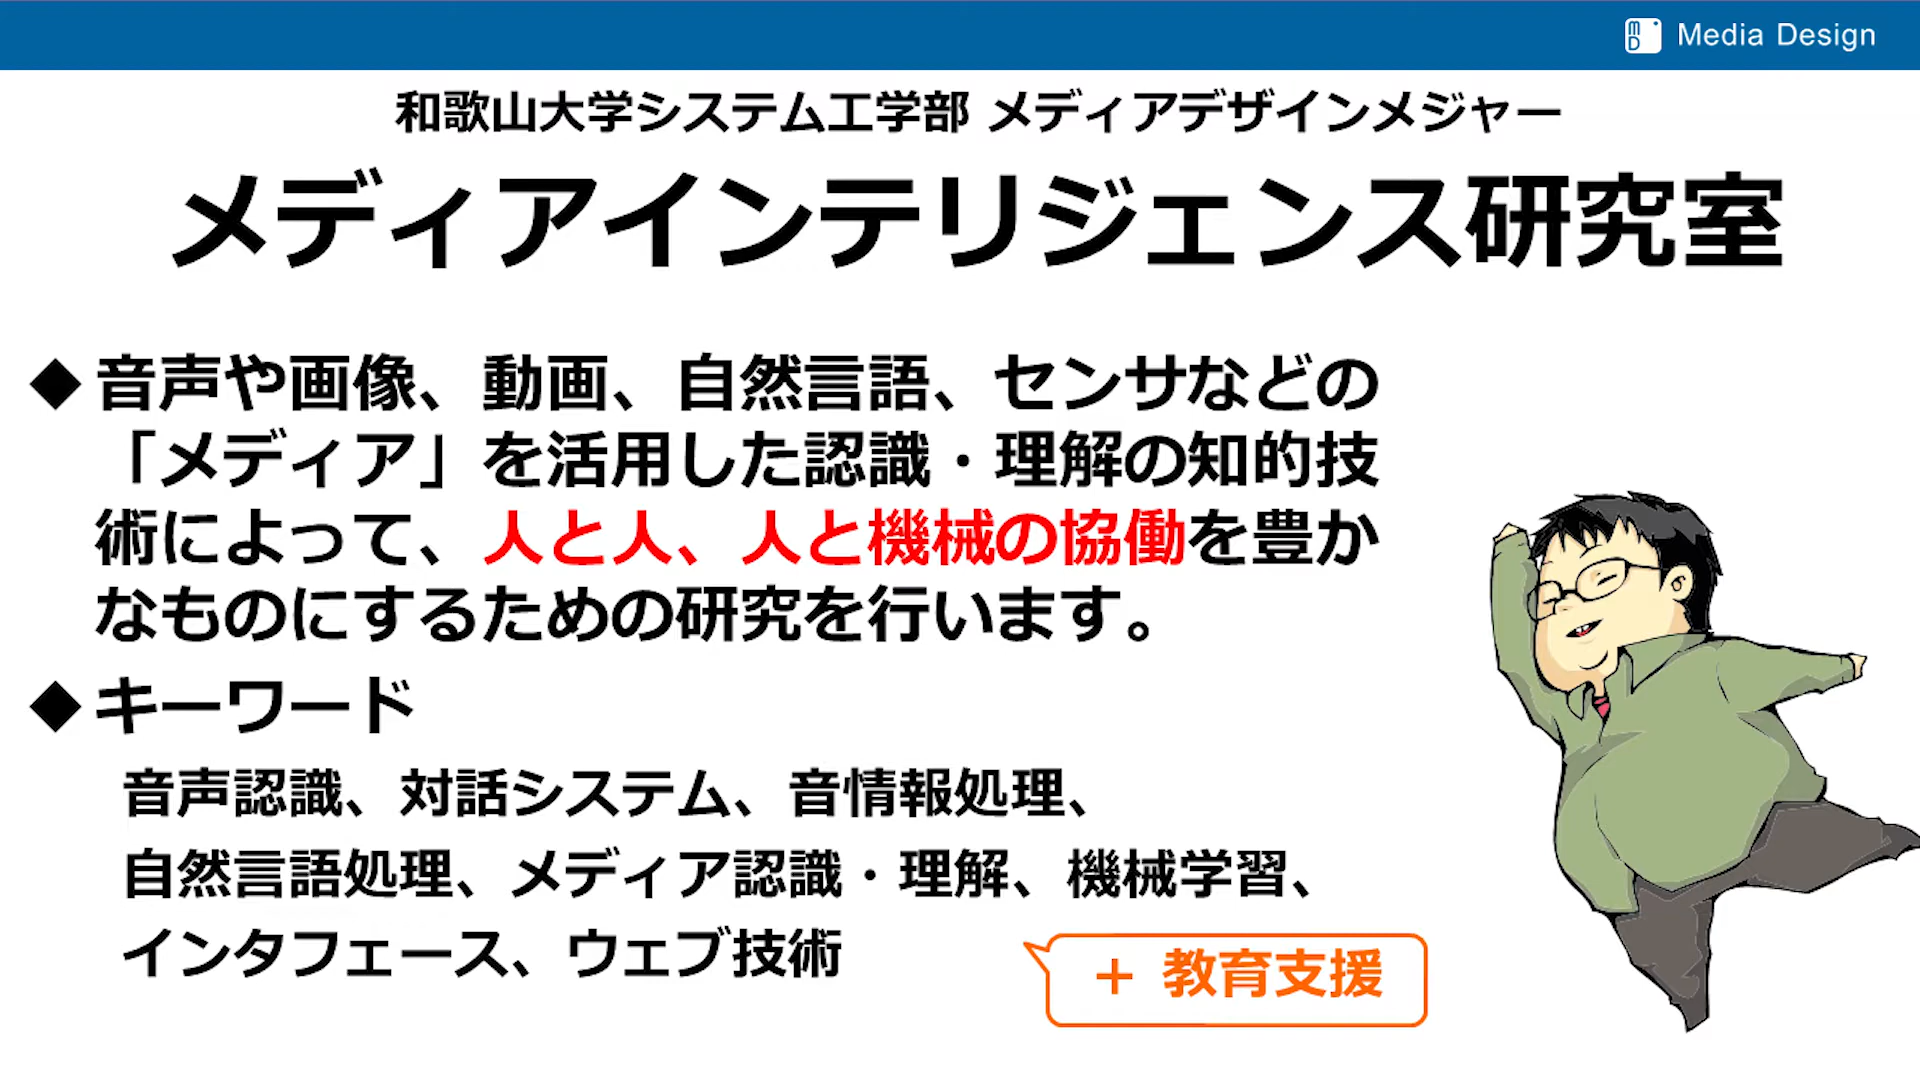 Media Design
和歌山大学システム工学部 メディアデザインメジャー
メディアインテリジェンス研究室
◆音声や画像、動画、自然言語、センサなどの
「メディア」を活用した認識・理解の知的技
術によって、人と人、人と機械の協働を豊か
なものにするための研究を行います。
◆キーワード
音声認識、対話システム、音情報処理、
自然言語処理、メディア認識・理解、機械学習、
インタフェース、ウェブ技術
＋ 教育支援